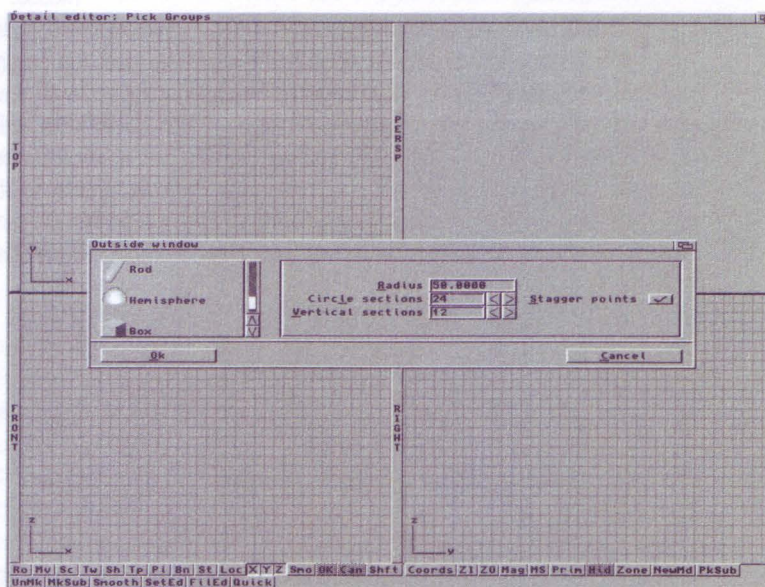 Detail editor: Pick Groups
TOP
PERSP
y
x
Outside window
Rod
Hemisphere
Box
Radius 50.0000
Circle sections 24
Vertical sections 12
Stagger points
Ok
Cancel
FRONT
RIGHT
z
x
z
y
Ro Mv Sc Tw Sh Tp Pi Bn St Loc X Y Z Smo OK Can Shft Coords Z1 Z0 Mag MS Prim Hid Zone NewMd PkSub
UnMk MkSub Smooth SetEd FilEd Quick